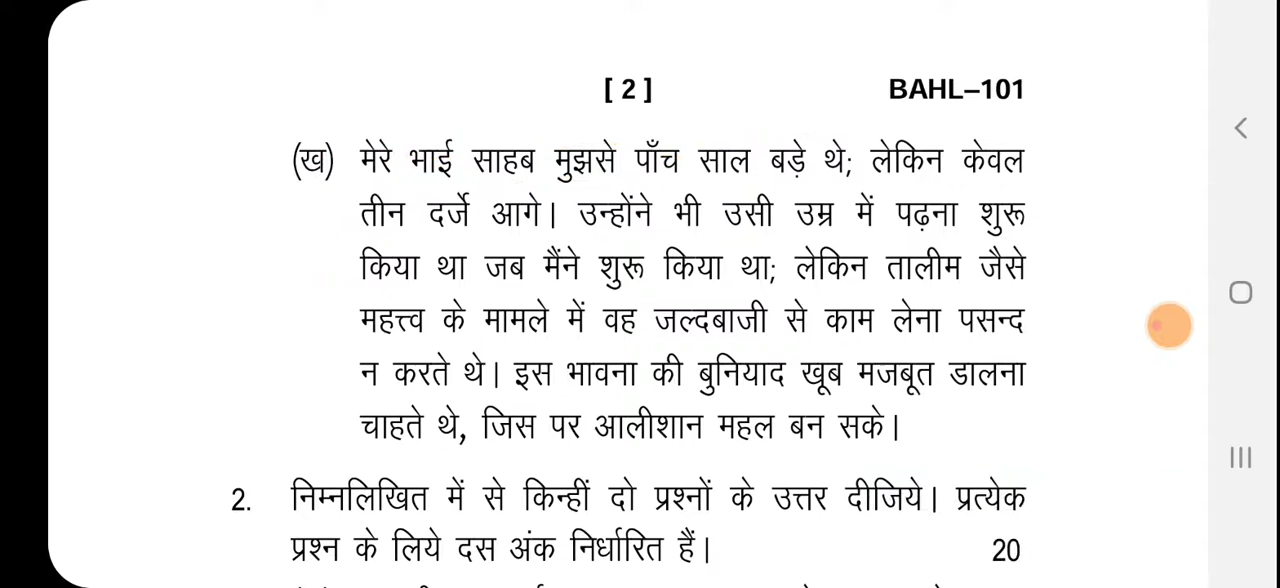 [ 2 ] BAHL–101
(ख) मेरे भाई साहब मुझसे पाँच साल बड़े थे; लेकिन केवल
तीन दर्जे आगे। उन्होंने भी उसी उम्र में पढ़ना शुरू
किया था जब मैंने शुरू किया था; लेकिन तालीम जैसे
महत्त्व के मामले में वह जल्दबाजी से काम लेना पसन्द
न करते थे। इस भावना की बुनियाद खूब मजबूत डालना
चाहते थे, जिस पर आलीशान महल बन सके।
2. निम्नलिखित में से किन्हीं दो प्रश्नों के उत्तर दीजिये। प्रत्येक
प्रश्न के लिये दस अंक निर्धारित हैं। 20